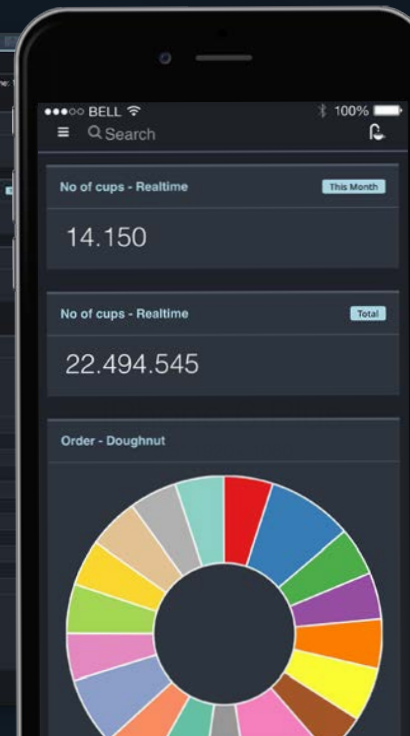 BELL 100%
Search
No of cups - Realtime This Month
14.150
No of cups - Realtime Total
22.494.545
Order - Doughnut